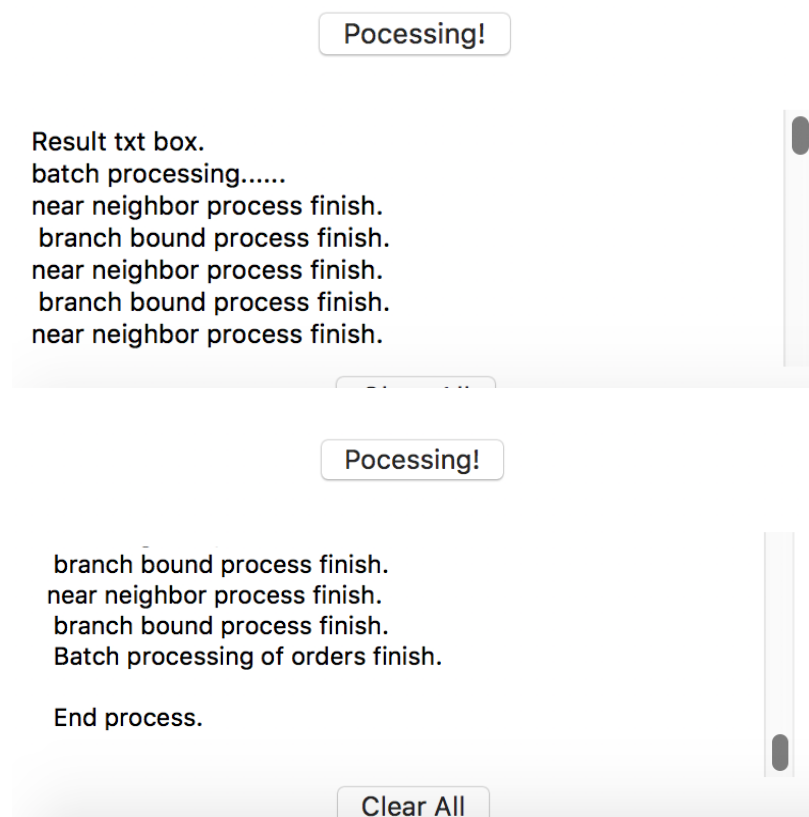 Pocessing!
Result txt box.
batch processing......
near neighbor process finish.
branch bound process finish.
near neighbor process finish.
branch bound process finish.
near neighbor process finish.
Pocessing!
branch bound process finish.
near neighbor process finish.
branch bound process finish.
Batch processing of orders finish.
End process.
Clear All